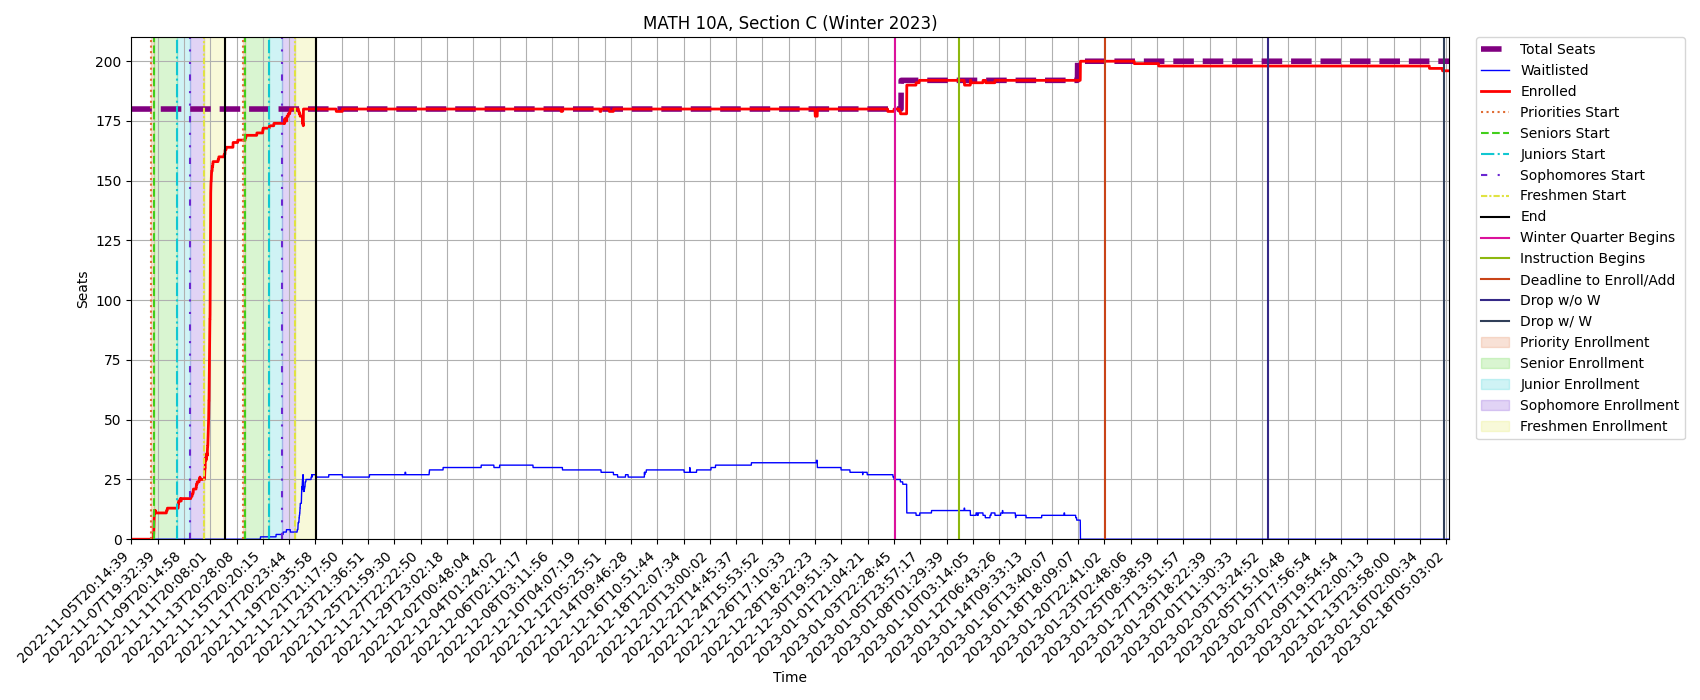 MATH 10A, Section C (Winter 2023)
Seats
200
175
150
125
100
75
50
25
0
2022-11-05T20:14:39
2022-11-07T19:32:39
2022-11-09T20:14:58
2022-11-11T20:08:01
2022-11-13T20:28:08
2022-11-15T20:20:15
2022-11-17T20:23:44
2022-11-19T20:35:58
2022-11-21T21:17:50
2022-11-23T21:36:51
2022-11-25T21:59:30
2022-11-27T22:22:50
2022-11-29T23:02:18
2022-12-02T00:48:04
2022-12-04T01:24:02
2022-12-06T02:12:17
2022-12-08T03:11:56
2022-12-10T04:07:19
2022-12-12T05:25:51
2022-12-14T09:46:28
2022-12-16T10:51:44
2022-12-18T12:07:34
2022-12-20T13:00:02
2022-12-22T14:45:37
2022-12-24T15:53:52
2022-12-26T17:10:33
2022-12-28T18:22:23
2022-12-30T19:51:31
2023-01-01T21:04:21
2023-01-03T22:28:45
2023-01-05T23:57:17
2023-01-08T01:29:39
2023-01-10T03:14:05
2023-01-12T06:43:26
2023-01-14T09:33:13
2023-01-16T13:40:07
2023-01-18T18:09:07
2023-01-20T22:41:02
2023-01-23T02:48:06
2023-01-25T08:38:59
2023-01-27T13:51:57
2023-01-29T18:22:39
2023-02-01T11:30:33
2023-02-03T13:24:52
2023-02-05T15:10:48
2023-02-07T17:56:54
2023-02-09T19:54:54
2023-02-11T22:00:13
2023-02-13T23:58:00
2023-02-16T02:00:34
2023-02-18T05:03:02
Time
Total Seats
Waitlisted
Enrolled
Priorities Start
Seniors Start
Juniors Start
Sophomores Start
Freshmen Start
End
Winter Quarter Begins
Instruction Begins
Deadline to Enroll/Add
Drop w/o W
Drop w/ W
Priority Enrollment
Senior Enrollment
Junior Enrollment
Sophomore Enrollment
Freshmen Enrollment